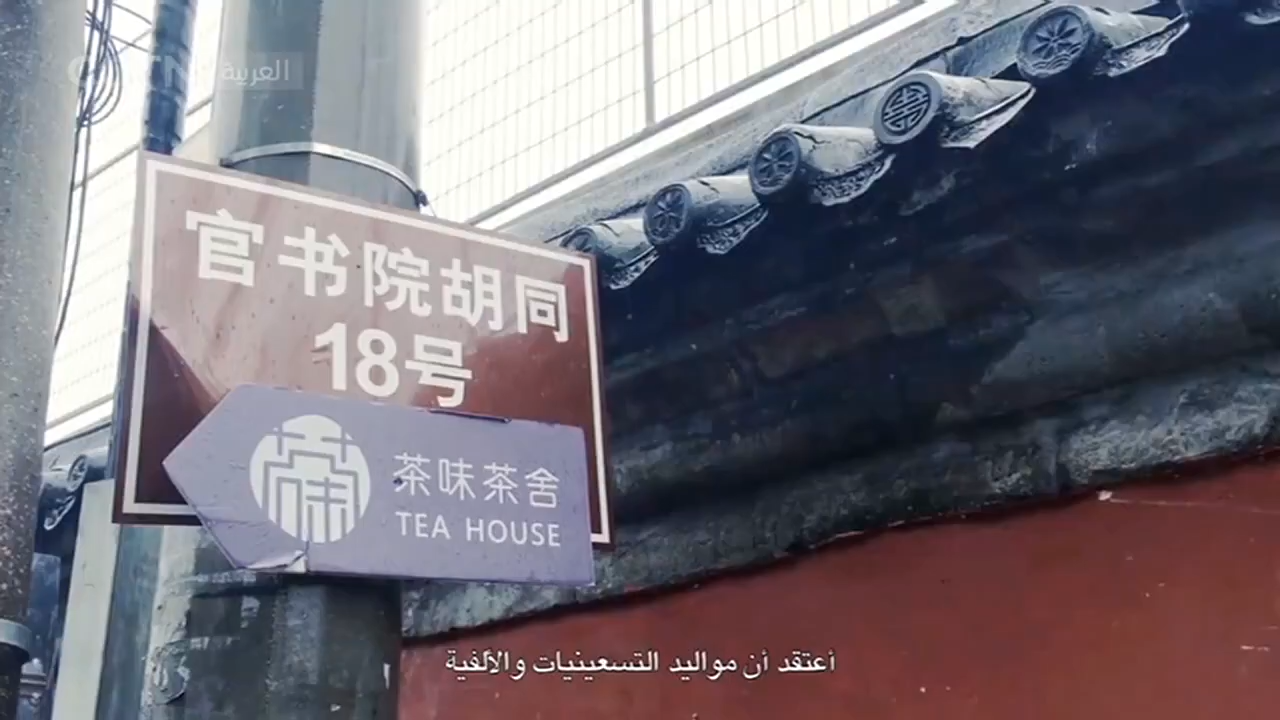 CGTN العربية
官书院胡同
18号
茶味茶舍
TEA HOUSE
أعتقد أن مواليد التسعينيات والألفية